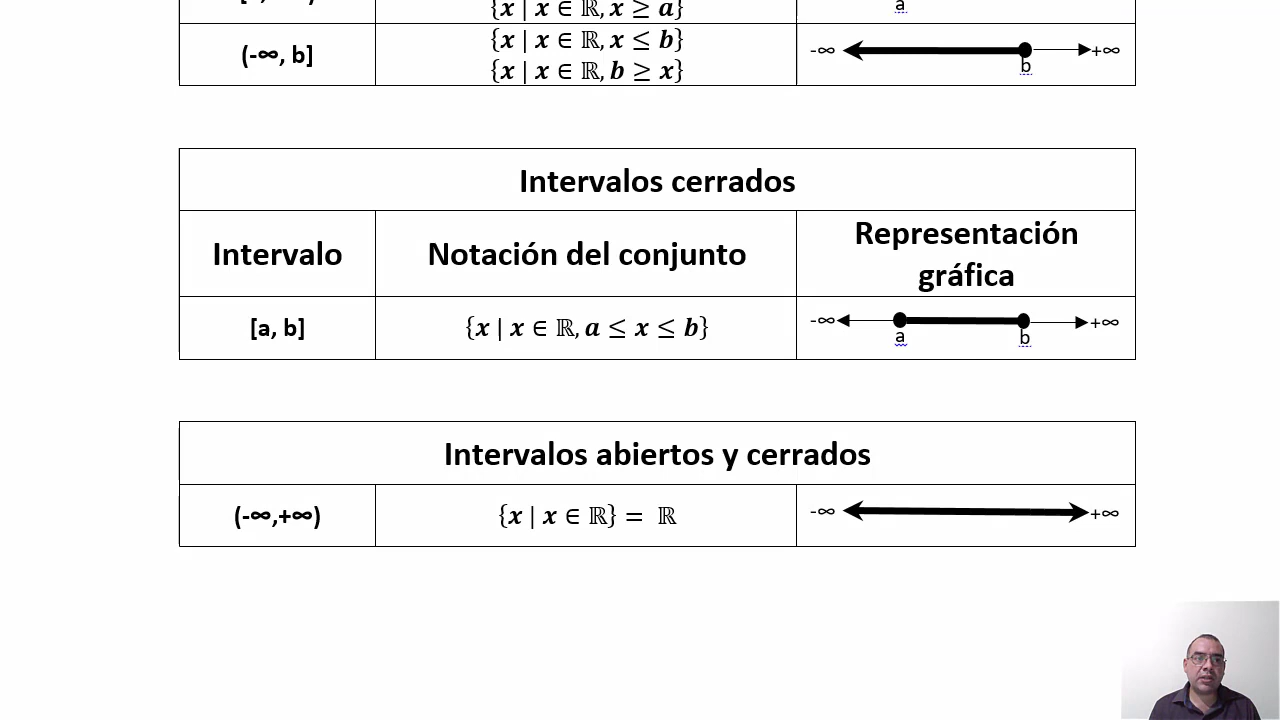 {x | x ∈ ℝ, x ≥ a}
a
(-∞, b]
{x | x ∈ ℝ, x ≤ b}
{x | x ∈ ℝ, b ≥ x}
-∞ +∞
b
Intervalos cerrados
Intervalo
Notación del conjunto
Representación
gráfica
[a, b]
{x | x ∈ ℝ, a ≤ x ≤ b}
-∞ +∞
a b
Intervalos abiertos y cerrados
(-∞,+∞)
{x | x ∈ ℝ} = ℝ
-∞ +∞